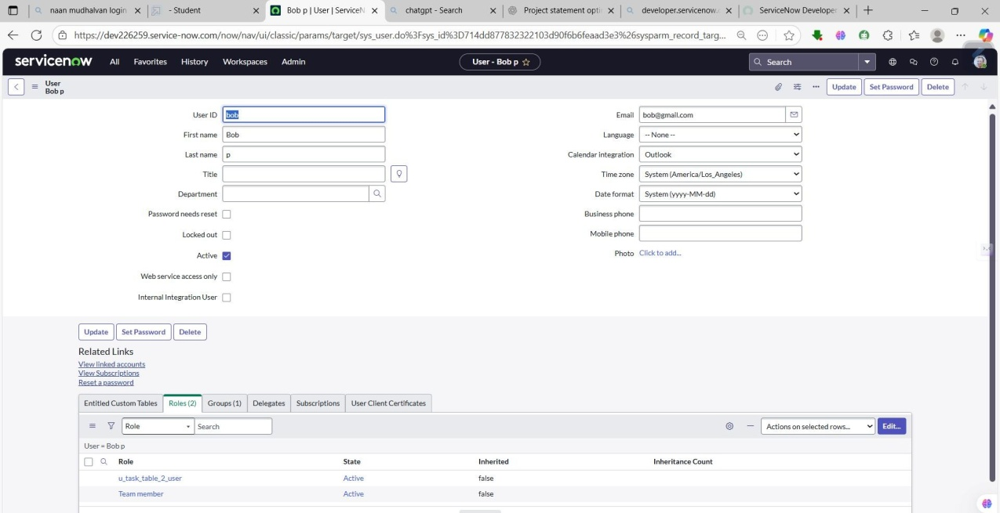 naan mudhalvan login
- Student
Bob p | User | ServiceN
chatgpt - Search
Project statement opti
developer.servicenow.
ServiceNow Developer
https://dev226259.service-now.com/now/nav/ui/classic/params/target/sys_user.do%3Fsys_id%3D714dd877832322103d90f6b6feaad3e3%26sysparm_record_targ...
servicenow
All Favorites History Workspaces Admin
User - Bob p
Search
User
Bob p
Update Set Password Delete
User ID bob
First name Bob
Last name p
Title
Department
Password needs reset
Locked out
Active
Web service access only
Internal Integration User
Email bob@gmail.com
Language -- None --
Calendar integration Outlook
Time zone System (America/Los_Angeles)
Date format System (yyyy-MM-dd)
Business phone
Mobile phone
Photo Click to add...
Update Set Password Delete
Related Links
View linked accounts
View Subscriptions
Reset a password
Entitled Custom Tables Roles (2) Groups (1) Delegates Subscriptions User Client Certificates
Role Search Actions on selected rows... Edit...
User = Bob p
Role State Inherited Inheritance Count
u_task_table_2_user Active false
Team member Active false